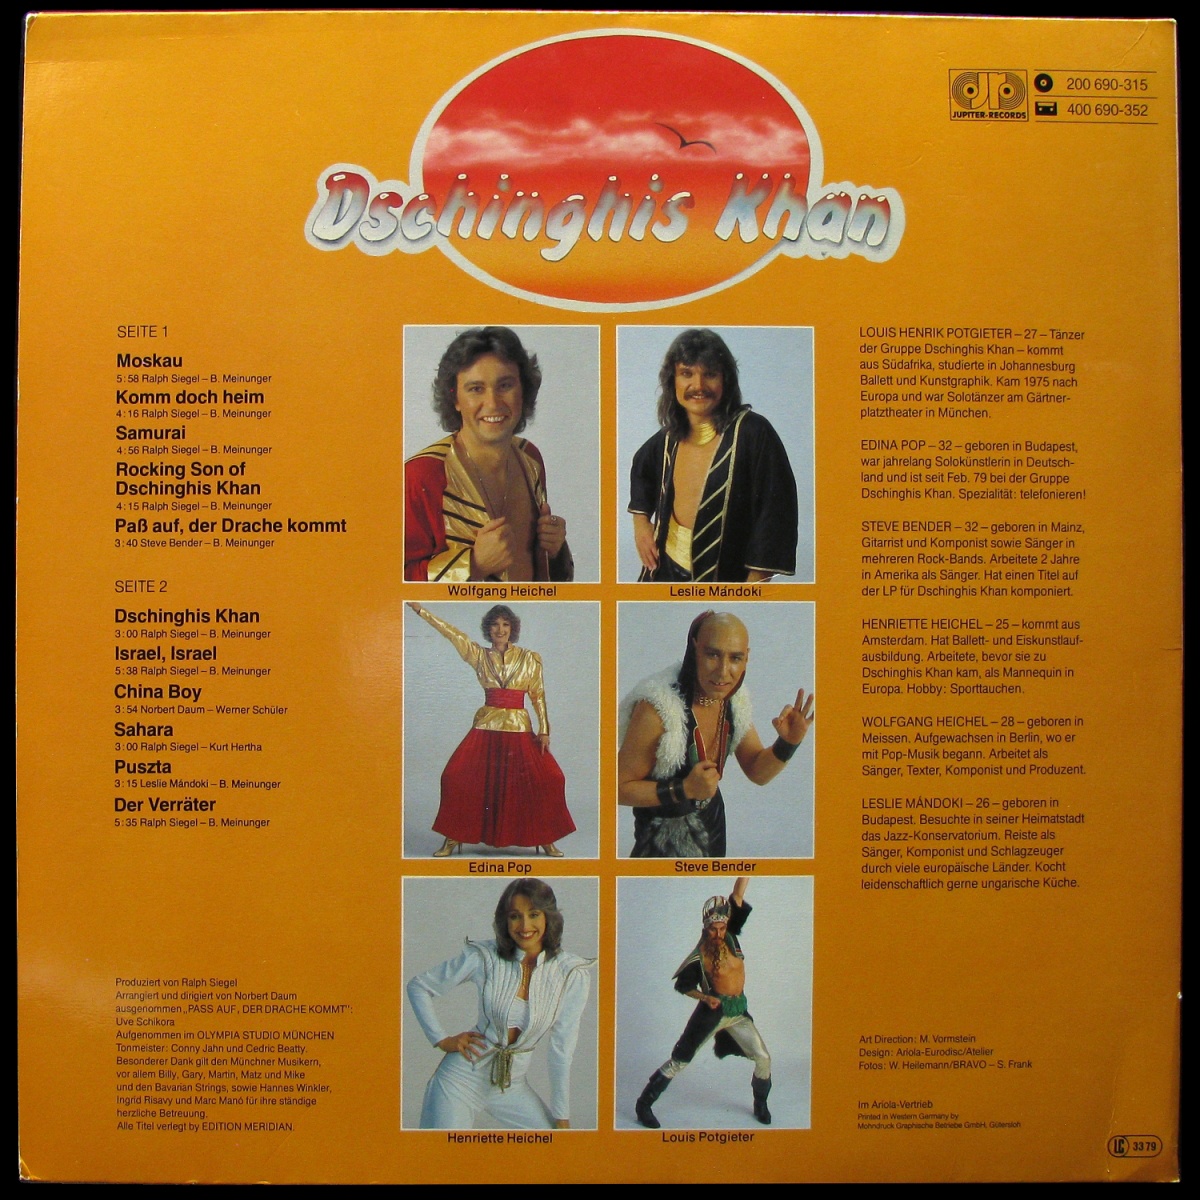 Dschinghis Khan
JUPITER-RECORDS
200 690-315
400 690-352
SEITE 1
Moskau
5:58 Ralph Siegel – B. Meinunger
Komm doch heim
4:16 Ralph Siegel – B. Meinunger
Samurai
4:56 Ralph Siegel – B. Meinunger
Rocking Son of
Dschinghis Khan
4:15 Ralph Siegel – B. Meinunger
Paß auf, der Drache kommt
3:40 Steve Bender – B. Meinunger
SEITE 2
Dschinghis Khan
3:00 Ralph Siegel – B. Meinunger
Israel, Israel
5:38 Ralph Siegel – B. Meinunger
China Boy
3:54 Norbert Daum – Werner Schüler
Sahara
3:00 Ralph Siegel – Kurt Hertha
Puszta
3:15 Leslie Mándoki – B. Meinunger
Der Verräter
5:35 Ralph Siegel – B. Meinunger
Produziert von Ralph Siegel
Arrangiert und dirigiert von Norbert Daum
ausgenommen „PASS AUF, DER DRACHE KOMMT":
Uve Schikora
Aufgenommen im OLYMPIA STUDIO MÜNCHEN
Tonmeister: Conny Jahn und Cedric Beatty.
Besonderer Dank gilt den Münchner Musikern,
vor allem Billy, Gary, Martin, Matz und Mike
und den Bavarian Strings, sowie Hannes Winkler,
Ingrid Risavy und Marc Manó für ihre ständige
herzliche Betreuung.
Alle Titel verlegt by EDITION MERIDIAN.
Wolfgang Heichel
Leslie Mándoki
Edina Pop
Steve Bender
Henriette Heichel
Louis Potgieter
LOUIS HENRIK POTGIETER – 27 – Tänzer
der Gruppe Dschinghis Khan – kommt
aus Südafrika, studierte in Johannesburg
Ballett und Kunstgraphik. Kam 1975 nach
Europa und war Solotänzer am Gärtner-
platztheater in München.
EDINA POP – 32 – geboren in Budapest,
war jahrelang Solokünstlerin in Deutsch-
land und ist seit Feb. 79 bei der Gruppe
Dschinghis Khan. Spezialität: telefonieren!
STEVE BENDER – 32 – geboren in Mainz,
Gitarrist und Komponist sowie Sänger in
mehreren Rock-Bands. Arbeitete 2 Jahre
in Amerika als Sänger. Hat einen Titel auf
der LP für Dschinghis Khan komponiert.
HENRIETTE HEICHEL – 25 – kommt aus
Amsterdam. Hat Ballett- und Eiskunstlauf-
ausbildung. Arbeitete, bevor sie zu
Dschinghis Khan kam, als Mannequin in
Europa. Hobby: Sporttauchen.
WOLFGANG HEICHEL – 28 – geboren in
Meissen. Aufgewachsen in Berlin, wo er
mit Pop-Musik begann. Arbeitet als
Sänger, Texter, Komponist und Produzent.
LESLIE MÁNDOKI – 26 – geboren in
Budapest. Besuchte in seiner Heimatstadt
das Jazz-Konservatorium. Reiste als
Sänger, Komponist und Schlagzeuger
durch viele europäische Länder. Kocht
leidenschaftlich gerne ungarische Küche.
Art Direction: M. Vormstein
Design: Ariola-Eurodisc/Atelier
Fotos: W. Heilemann/BRAVO – S. Frank
Im Ariola-Vertrieb
Printed in Western Germany by
Mohndruck Graphische Betriebe GmbH, Gütersloh
LC 3379